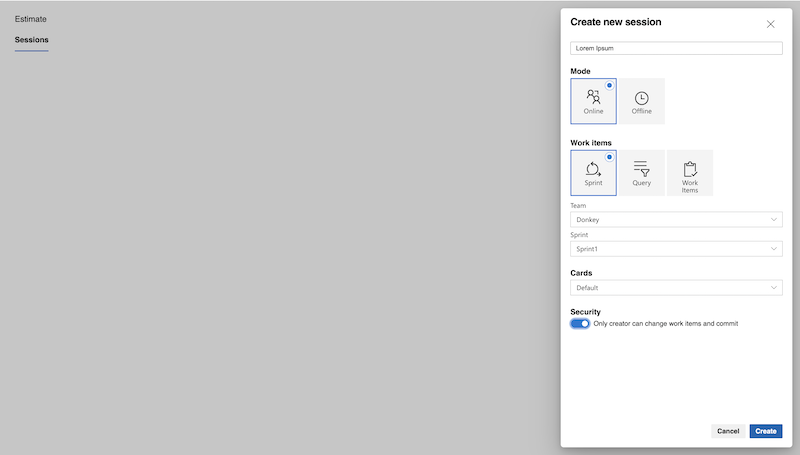 Estimate
Sessions
Create new session
Lorem Ipsum
Mode
Online
Offline
Work items
Sprint
Query
Work
Items
Team
Donkey
Sprint
Sprint1
Cards
Default
Security
Only creator can change work items and commit
Cancel
Create